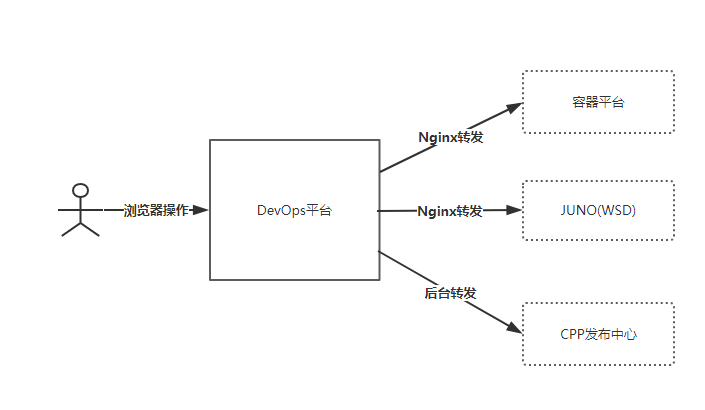 容器平台
Nginx转发
浏览器操作
DevOps平台
Nginx转发
JUNO(WSD)
后台转发
CPP发布中心